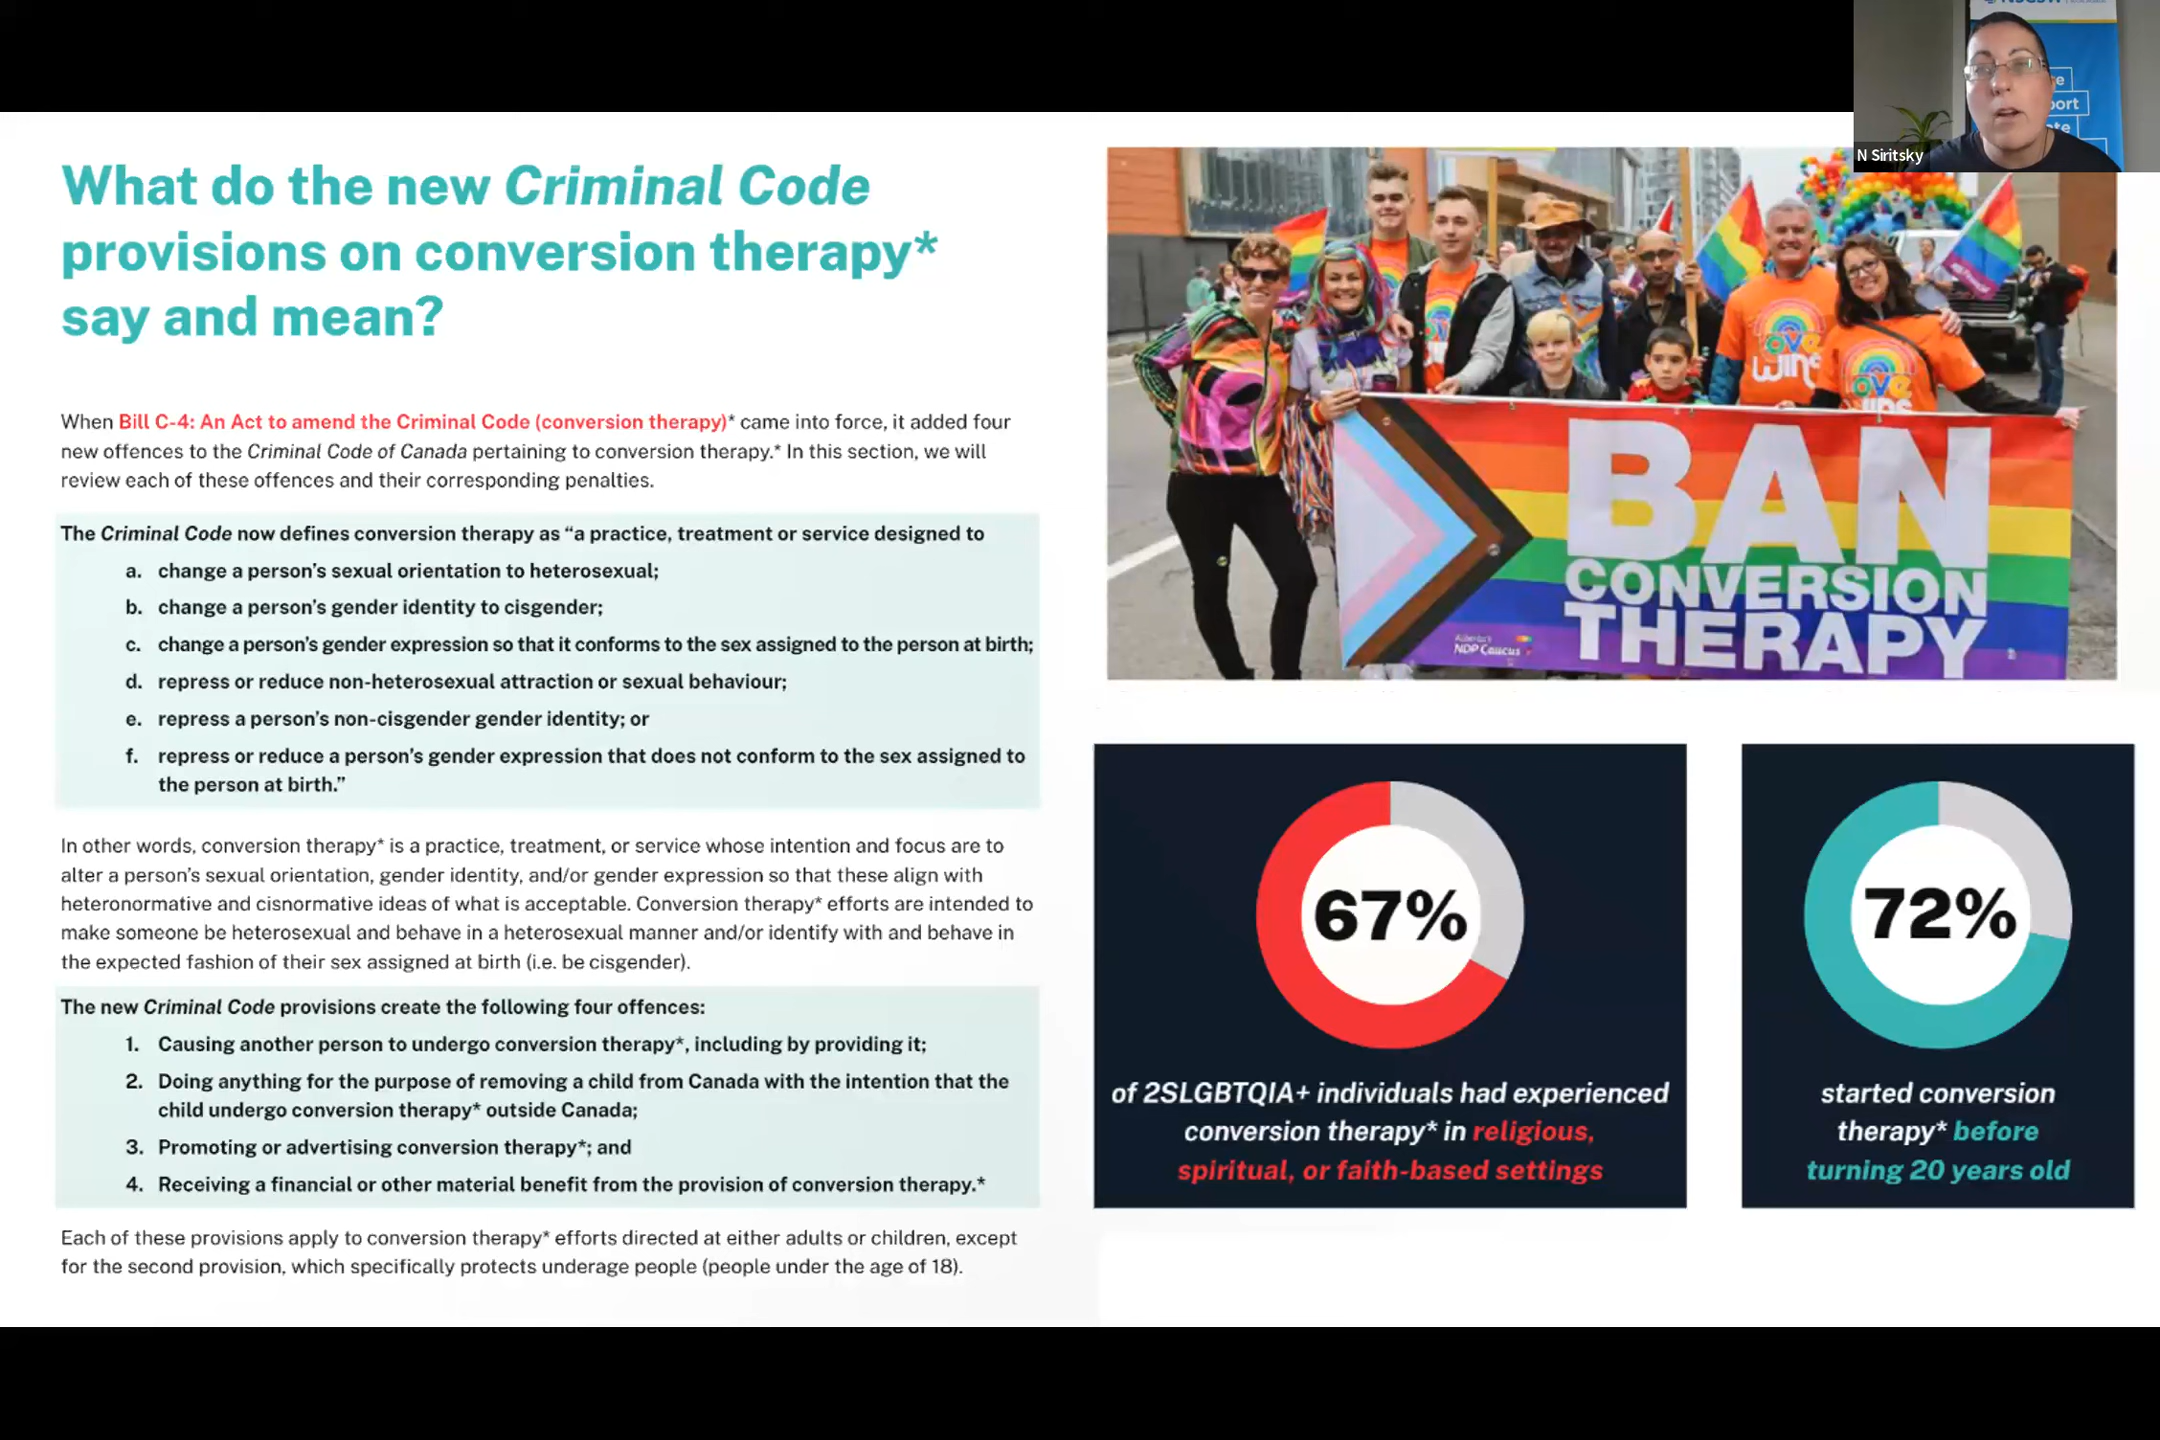 What do the new Criminal Code
provisions on conversion therapy*
say and mean?
When Bill C-4: An Act to amend the Criminal Code (conversion therapy)* came into force, it added four
new offences to the Criminal Code of Canada pertaining to conversion therapy.* In this section, we will
review each of these offences and their corresponding penalties.
The Criminal Code now defines conversion therapy as “a practice, treatment or service designed to
a. change a person’s sexual orientation to heterosexual;
b. change a person’s gender identity to cisgender;
c. change a person’s gender expression so that it conforms to the sex assigned to the person at birth;
d. repress or reduce non-heterosexual attraction or sexual behaviour;
e. repress a person’s non-cisgender gender identity; or
f. repress or reduce a person’s gender expression that does not conform to the sex assigned to
the person at birth.”
In other words, conversion therapy* is a practice, treatment, or service whose intention and focus are to
alter a person’s sexual orientation, gender identity, and/or gender expression so that these align with
heteronormative and cisnormative ideas of what is acceptable. Conversion therapy* efforts are intended to
make someone be heterosexual and behave in a heterosexual manner and/or identify with and behave in
the expected fashion of their sex assigned at birth (i.e. be cisgender).
The new Criminal Code provisions create the following four offences:
1. Causing another person to undergo conversion therapy*, including by providing it;
2. Doing anything for the purpose of removing a child from Canada with the intention that the
child undergo conversion therapy* outside Canada;
3. Promoting or advertising conversion therapy*; and
4. Receiving a financial or other material benefit from the provision of conversion therapy.*
Each of these provisions apply to conversion therapy* efforts directed at either adults or children, except
for the second provision, which specifically protects underage people (people under the age of 18).
N Siritsky
BAN
CONVERSION
THERAPY
Alberta's
NDP Caucus
67%
of 2SLGBTQIA+ individuals had experienced
conversion therapy* in religious,
spiritual, or faith-based settings
72%
started conversion
therapy* before
turning 20 years old